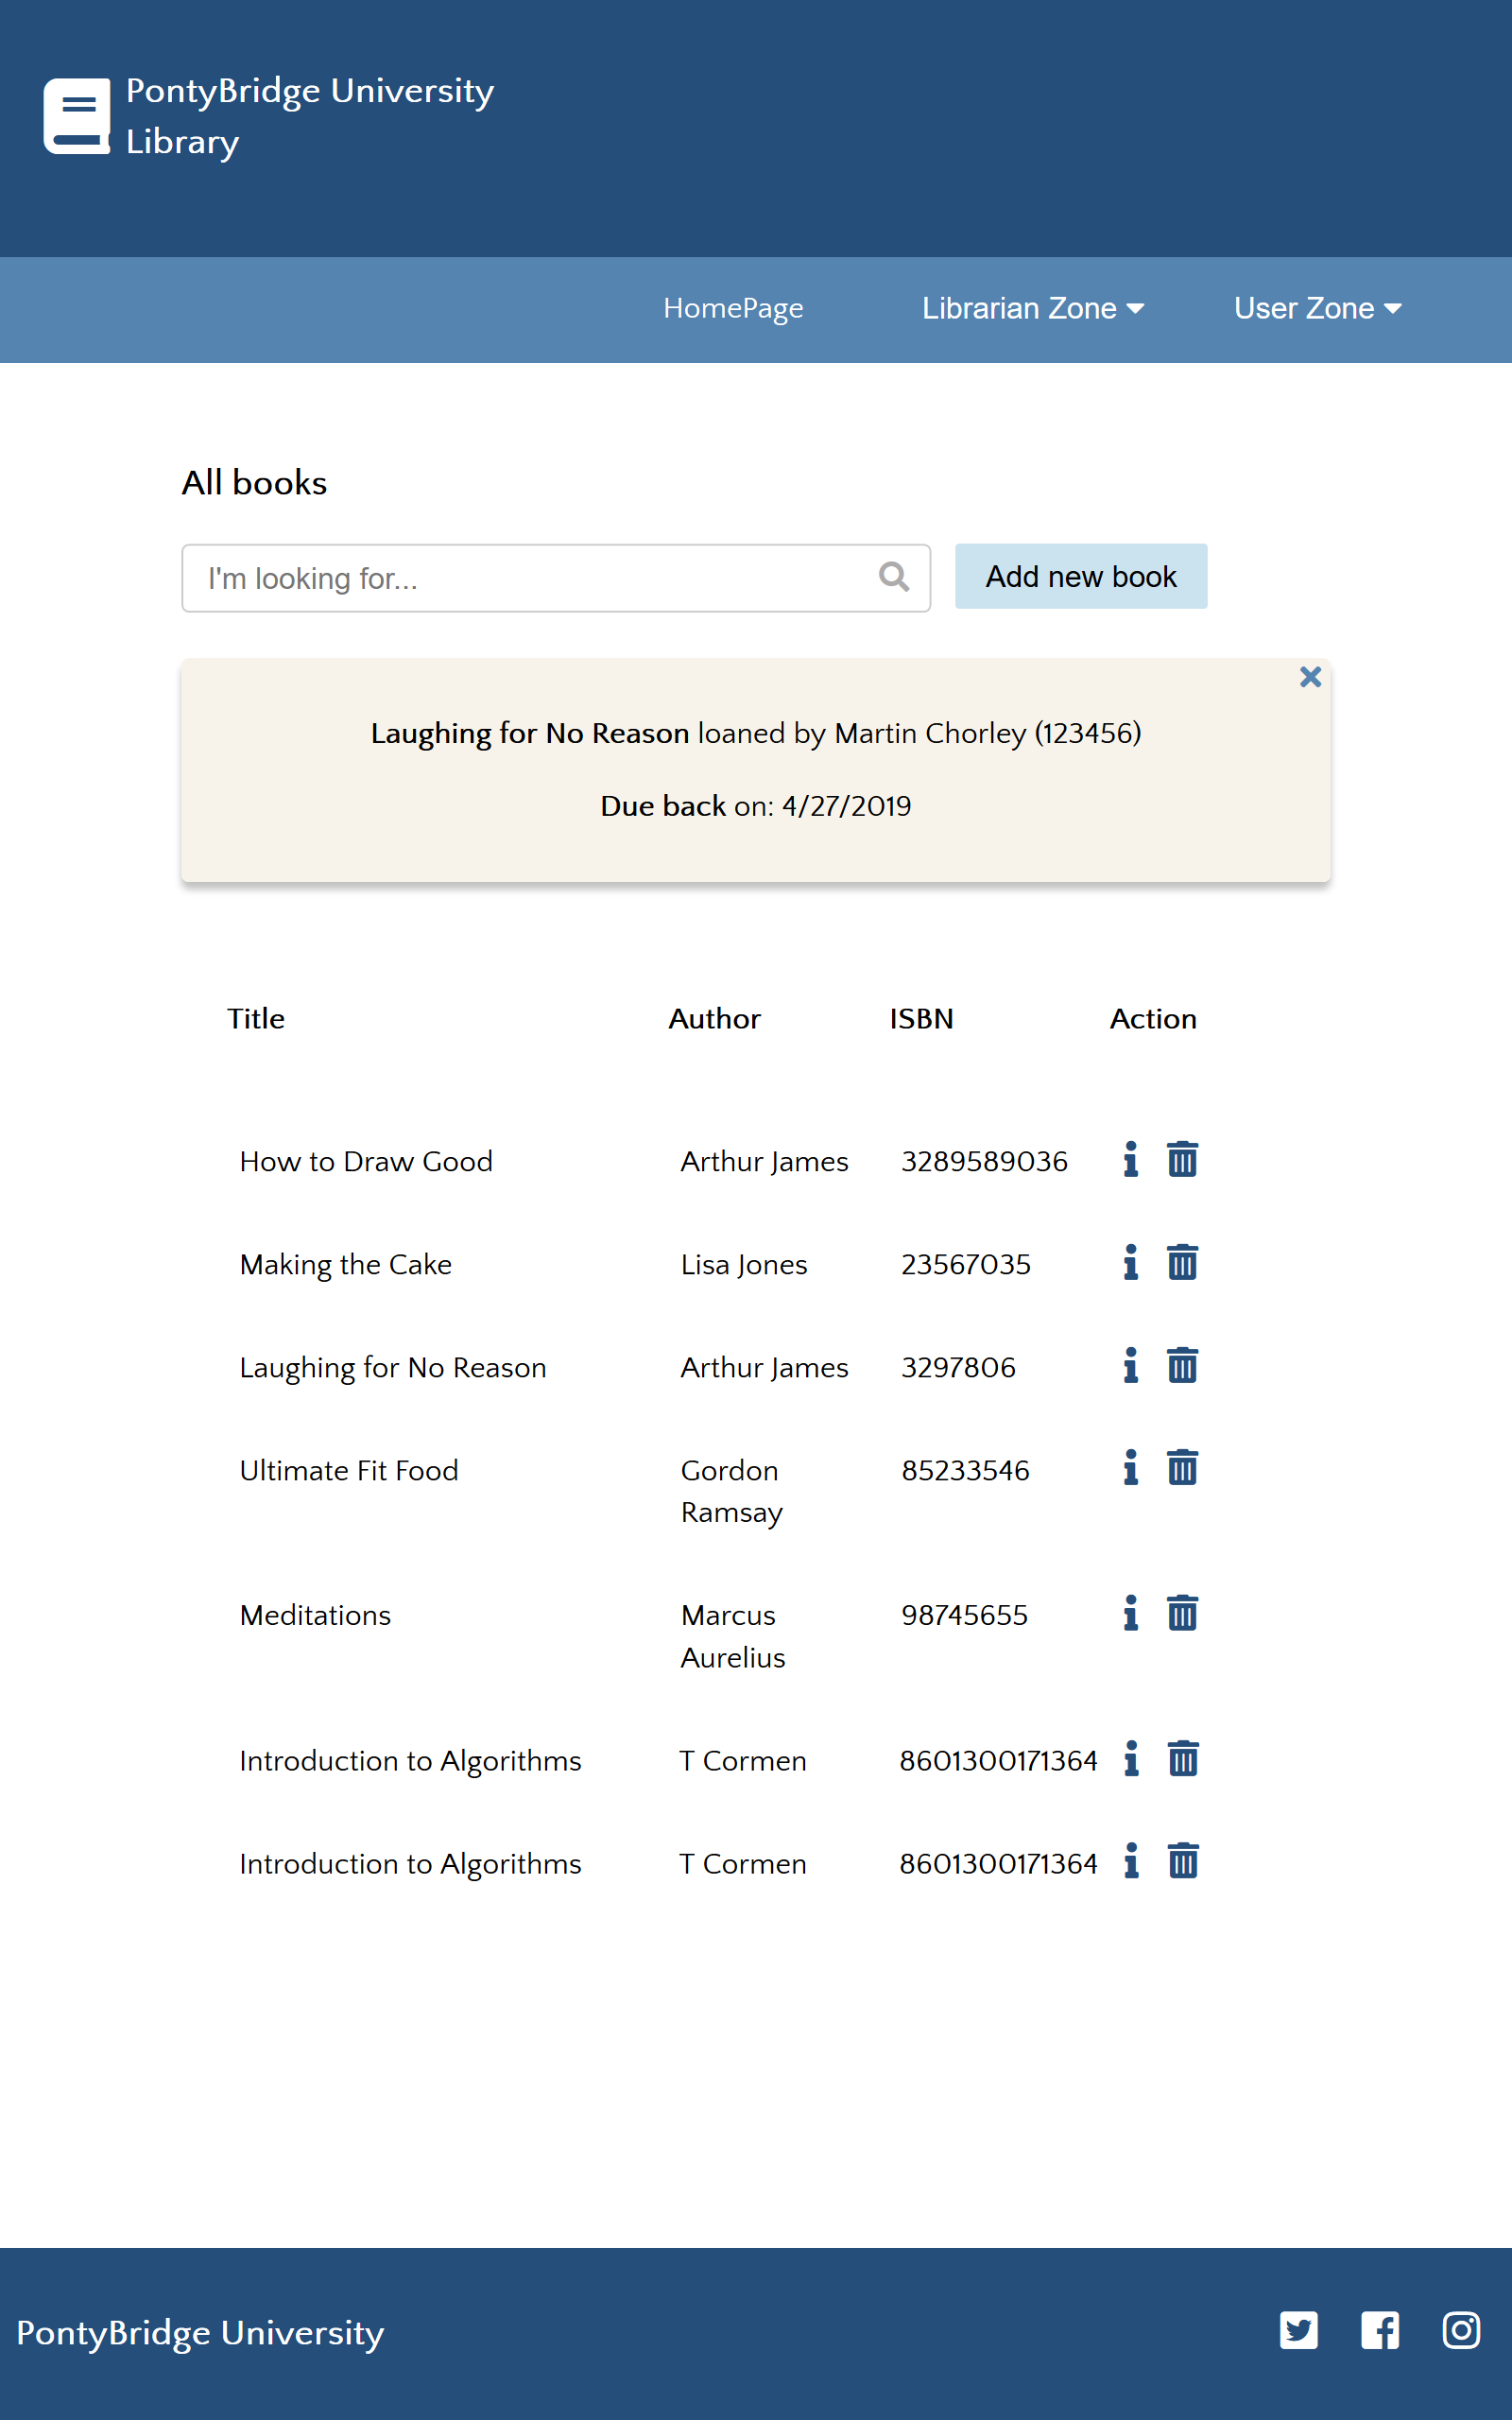 PontyBridge University
Library
HomePage
Librarian Zone
User Zone
All books
I'm looking for...
Add new book
Laughing for No Reason loaned by Martin Chorley (123456)
Due back on: 4/27/2019
Title Author ISBN Action
How to Draw Good Arthur James 3289589036
Making the Cake Lisa Jones 23567035
Laughing for No Reason Arthur James 3297806
Ultimate Fit Food Gordon 85233546
Ramsay
Meditations Marcus 98745655
Aurelius
Introduction to Algorithms T Cormen 8601300171364
Introduction to Algorithms T Cormen 8601300171364
PontyBridge University